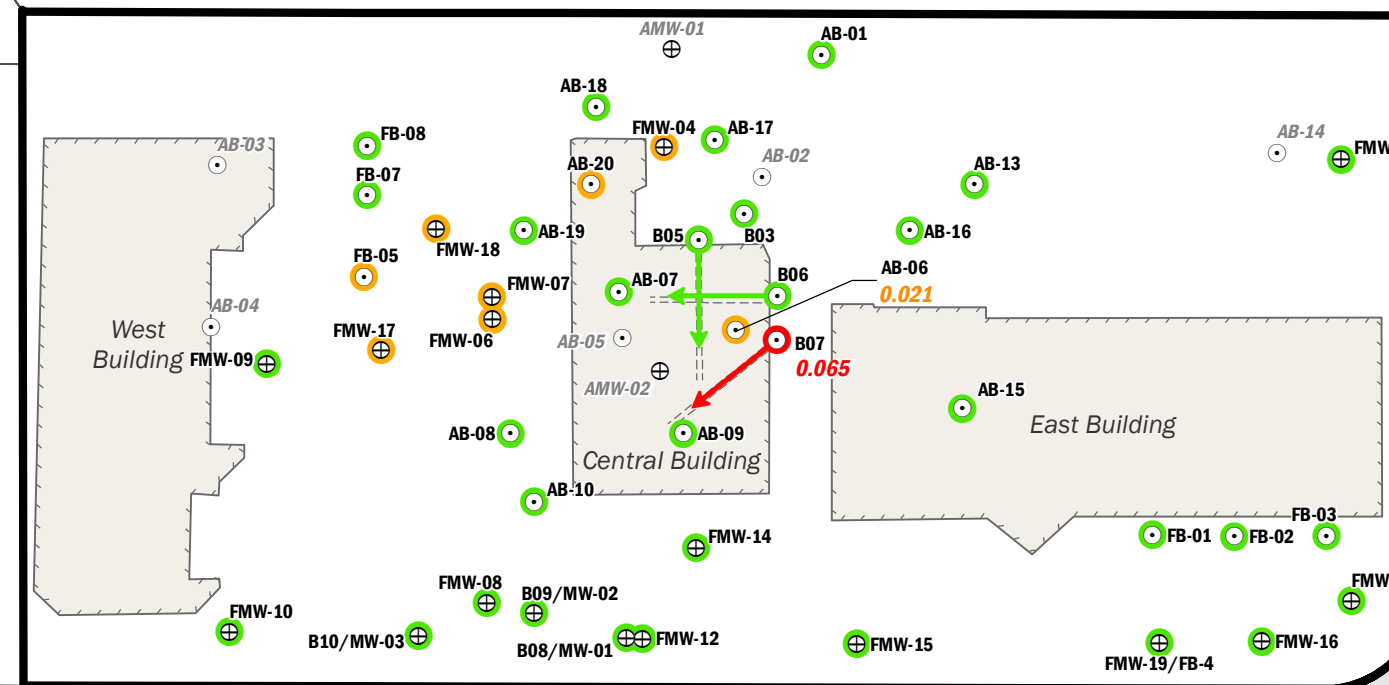 AMW-01
AB-01
AB-18
FMW-04
AB-17
FB-08
AB-03
AB-02
AB-14
FMW
AB-20
AB-13
FB-07
AB-19
B05
B03
AB-16
FMW-18
FB-05
AB-07
B06
AB-06
0.021
FMW-07
AB-04
West
Building
FMW-17
FMW-06
AB-05
B07
0.065
FMW-09
AMW-02
AB-15
East Building
AB-08
AB-09
Central Building
AB-10
FB-03
FB-01
FB-02
FMW-14
FMW-08
B09/MW-02
FMW
FMW-10
B10/MW-03
B08/MW-01
FMW-12
FMW-15
FMW-19/FB-4
FMW-16